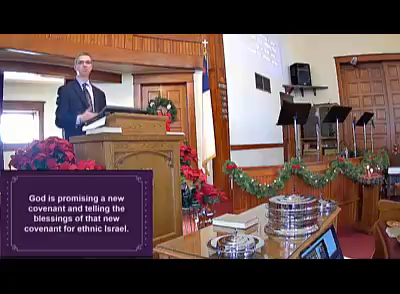 God is promising a new
covenant and telling the
blessings of that new
covenant for ethnic Israel.